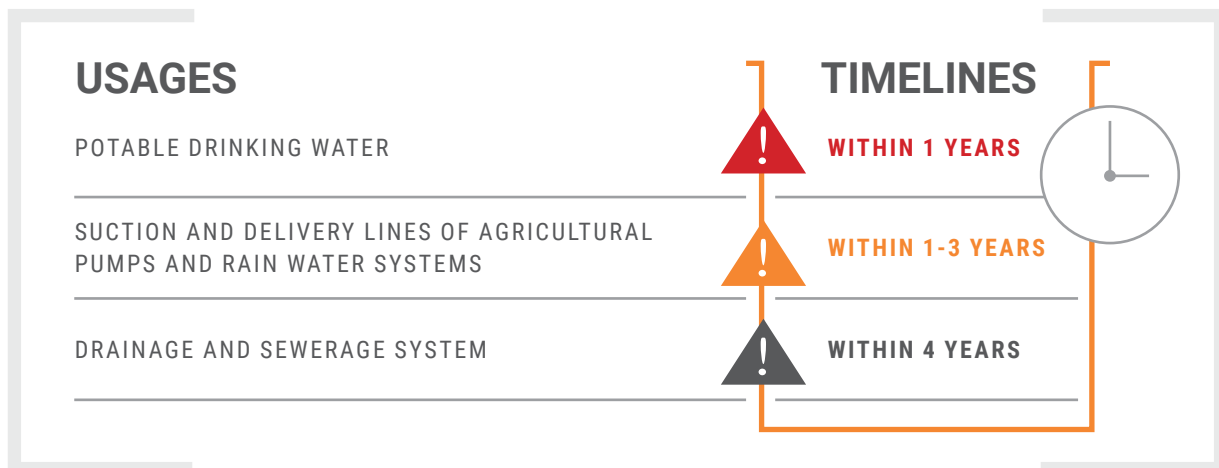 USAGES
TIMELINES
POTABLE DRINKING WATER
WITHIN 1 YEARS
SUCTION AND DELIVERY LINES OF AGRICULTURAL
PUMPS AND RAIN WATER SYSTEMS
WITHIN 1-3 YEARS
DRAINAGE AND SEWERAGE SYSTEM
WITHIN 4 YEARS